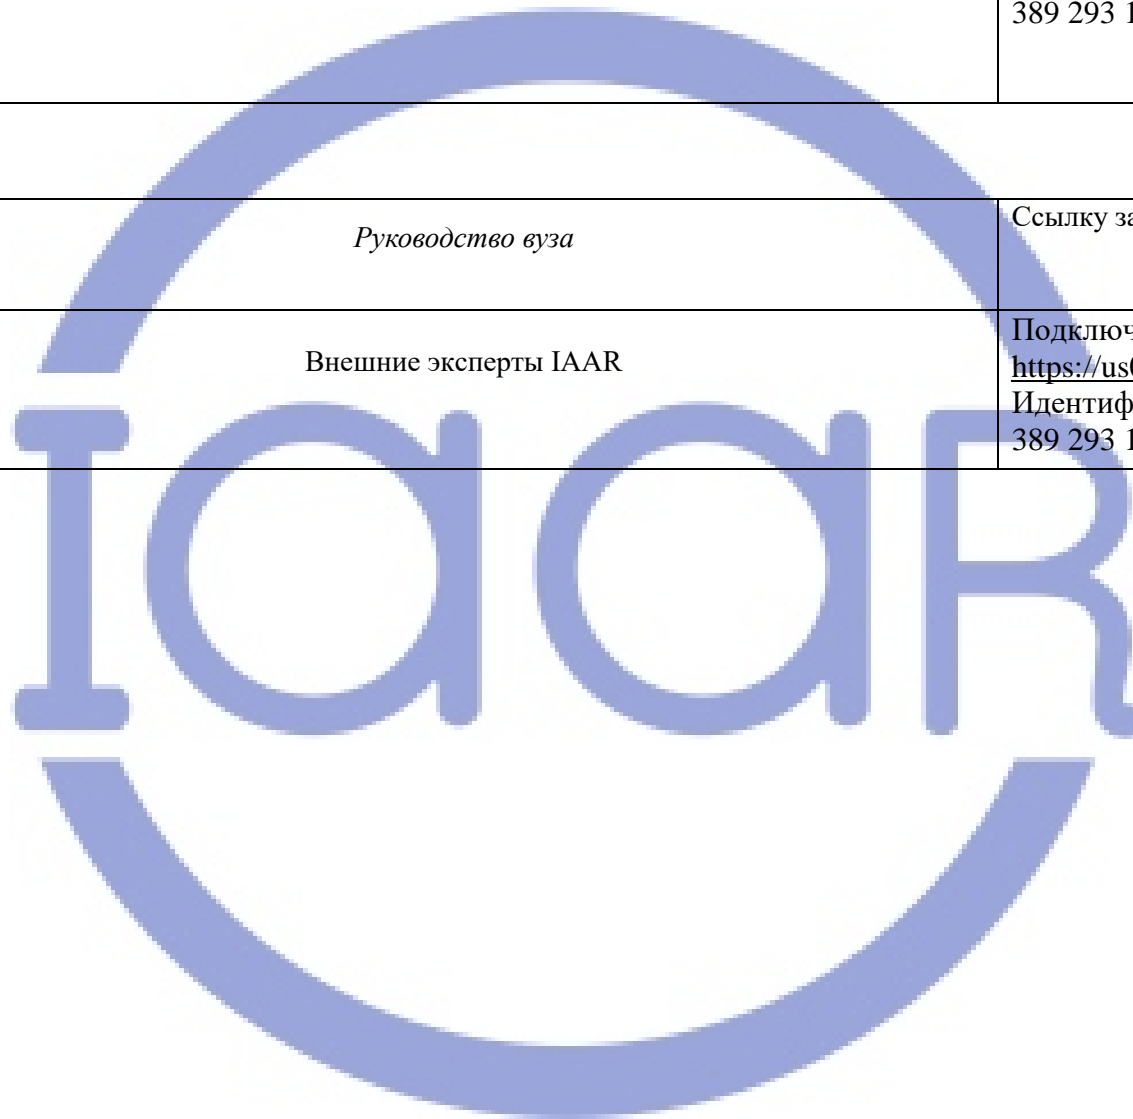 389 293 1
Руководство вуза
Ссылку за
Внешние эксперты IAAR
Подключ
https://us
Идентиф
389 293 1
IaaR